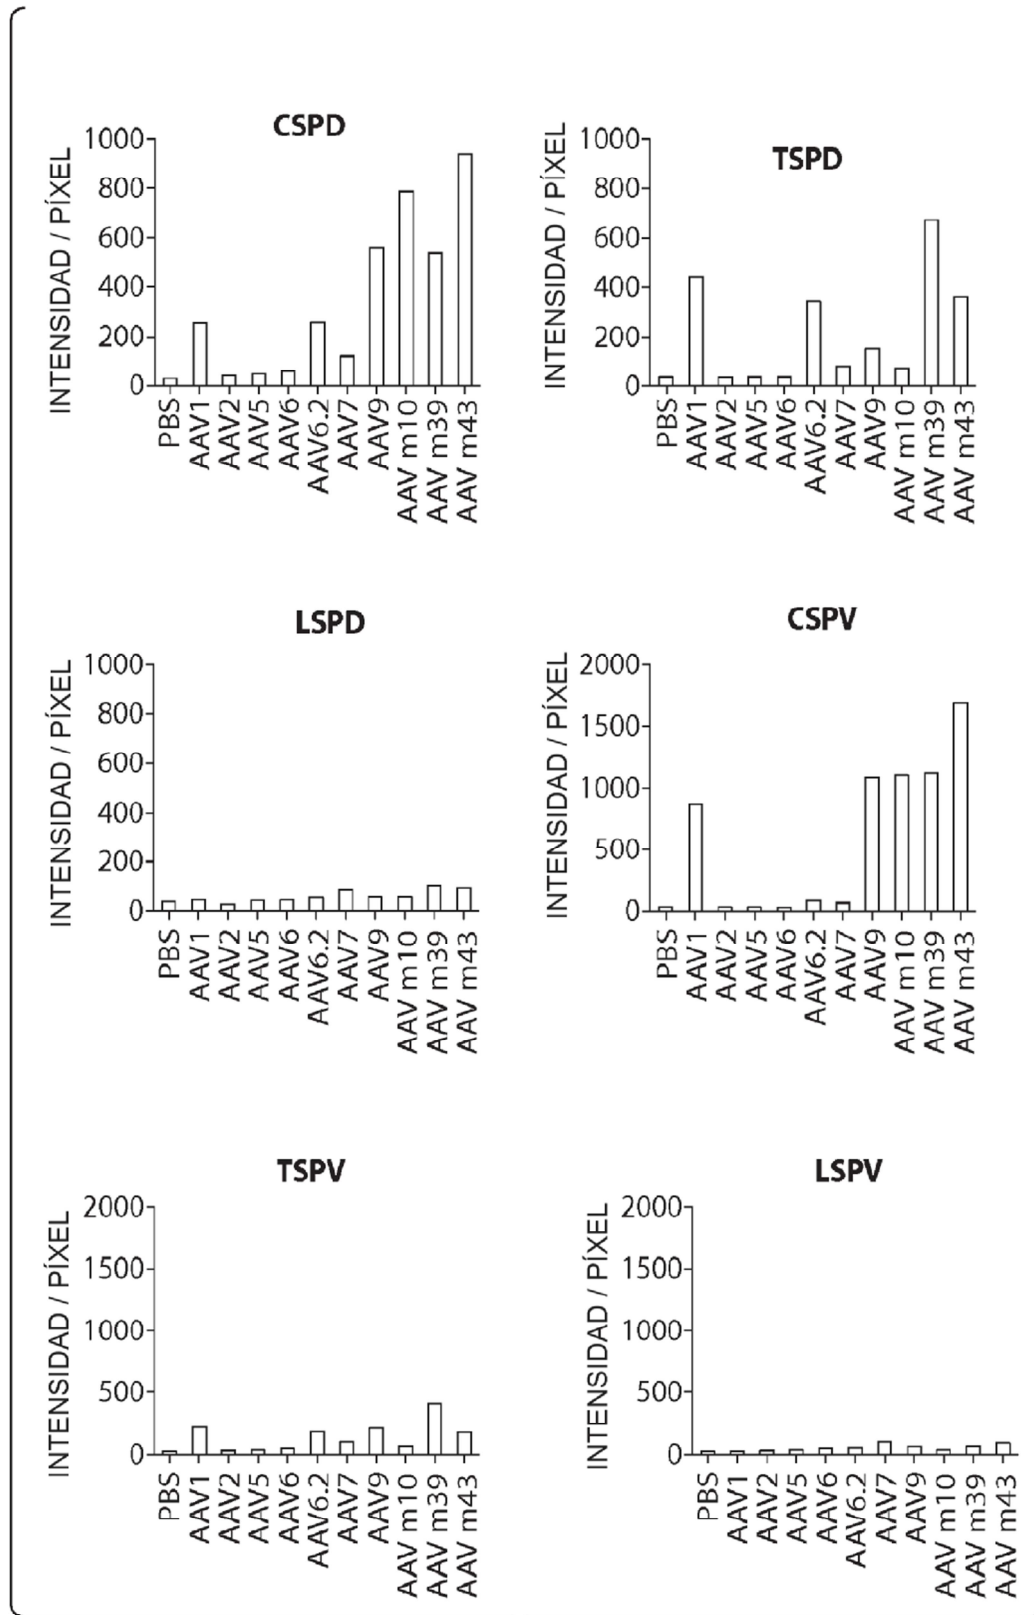 CSPD
INTENSIDAD / PÍXEL
1000
800
600
400
200
0
PBS
AAV1
AAV2
AAV5
AAV6
AAV6.2
AAV7
AAV9
AAV m10
AAV m39
AAV m43
TSPD
INTENSIDAD / PÍXEL
1000
800
600
400
200
0
PBS
AAV1
AAV2
AAV5
AAV6
AAV6.2
AAV7
AAV9
AAV m10
AAV m39
AAV m43
LSPD
INTENSIDAD / PÍXEL
1000
800
600
400
200
0
PBS
AAV1
AAV2
AAV5
AAV6
AAV6.2
AAV7
AAV9
AAV m10
AAV m39
AAV m43
CSPV
INTENSIDAD / PÍXEL
2000
1500
1000
500
0
PBS
AAV1
AAV2
AAV5
AAV6
AAV6.2
AAV7
AAV9
AAV m10
AAV m39
AAV m43
TSPV
INTENSIDAD / PÍXEL
2000
1500
1000
500
0
PBS
AAV1
AAV2
AAV5
AAV6
AAV6.2
AAV7
AAV9
AAV m10
AAV m39
AAV m43
LSPV
INTENSIDAD / PÍXEL
2000
1500
1000
500
0
PBS
AAV1
AAV2
AAV5
AAV6
AAV6.2
AAV7
AAV9
AAV m10
AAV m39
AAV m43